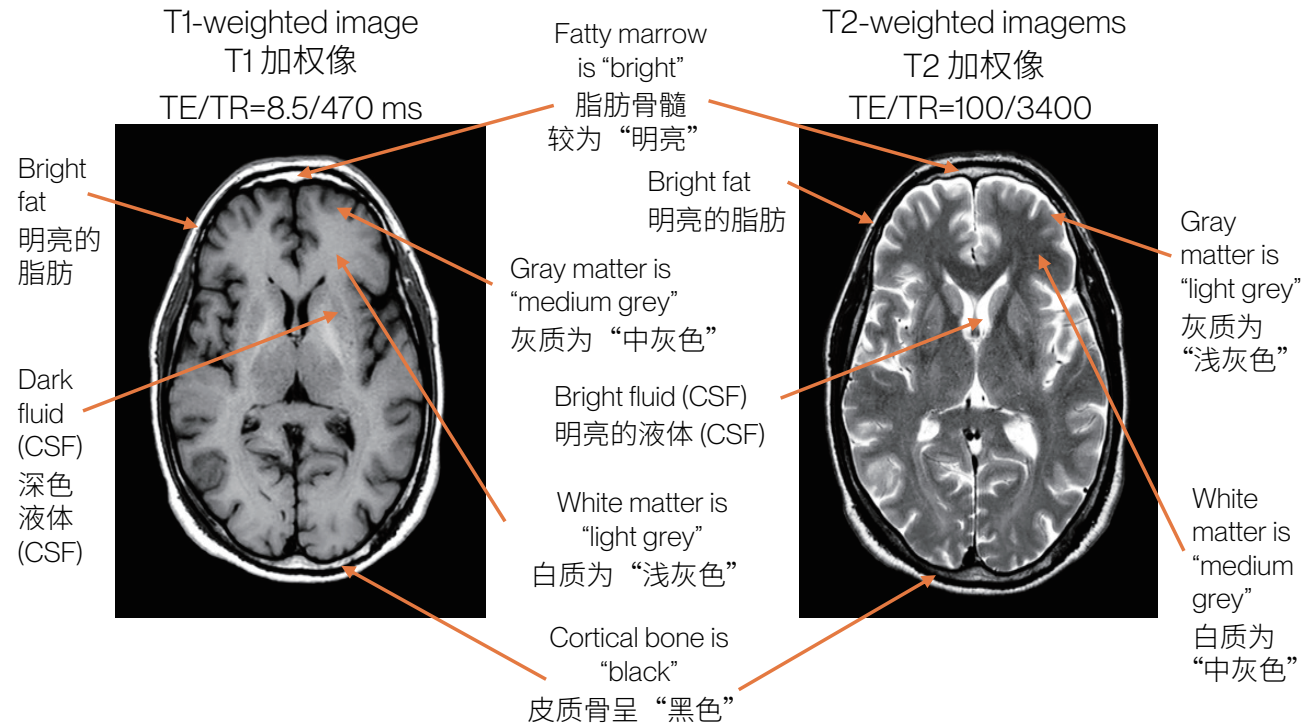 T1-weighted image
T1 加权像
TE/TR=8.5/470 ms
Fatty marrow
is “bright”
脂肪骨髓
较为“明亮”
T2-weighted imagems
T2 加权像
TE/TR=100/3400
Bright
fat
明亮的
脂肪
Bright fat
明亮的脂肪
Gray
matter is
“light grey”
灰质为
“浅灰色”
Gray matter is
“medium grey”
灰质为“中灰色”
Dark
fluid
(CSF)
深色
液体
(CSF)
Bright fluid (CSF)
明亮的液体 (CSF)
White matter is
“light grey”
白质为“浅灰色”
White
matter is
“medium
grey”
白质为
“中灰色”
Cortical bone is
“black”
皮质骨呈“黑色”